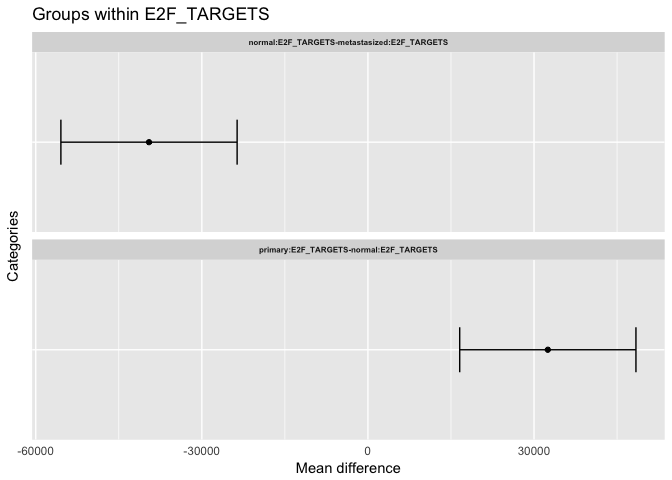 Groups within E2F_TARGETS
normal:E2F_TARGETS-metastasized:E2F_TARGETS
Categories
primary:E2F_TARGETS-normal:E2F_TARGETS
-60000 -30000 0 30000
Mean difference